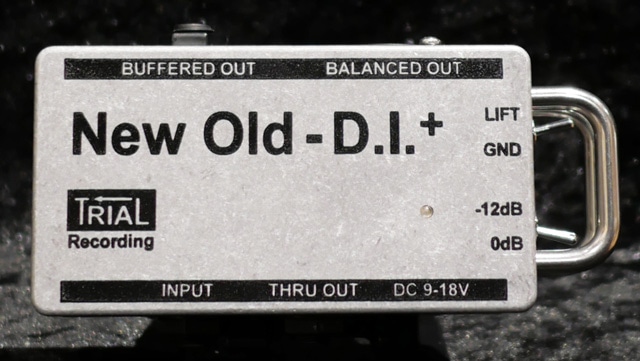 BUFFERED OUT BALANCED OUT
New Old - D.I.+
LIFT
GND
TRIAL
Recording
-12dB
0dB
INPUT THRU OUT DC 9-18V